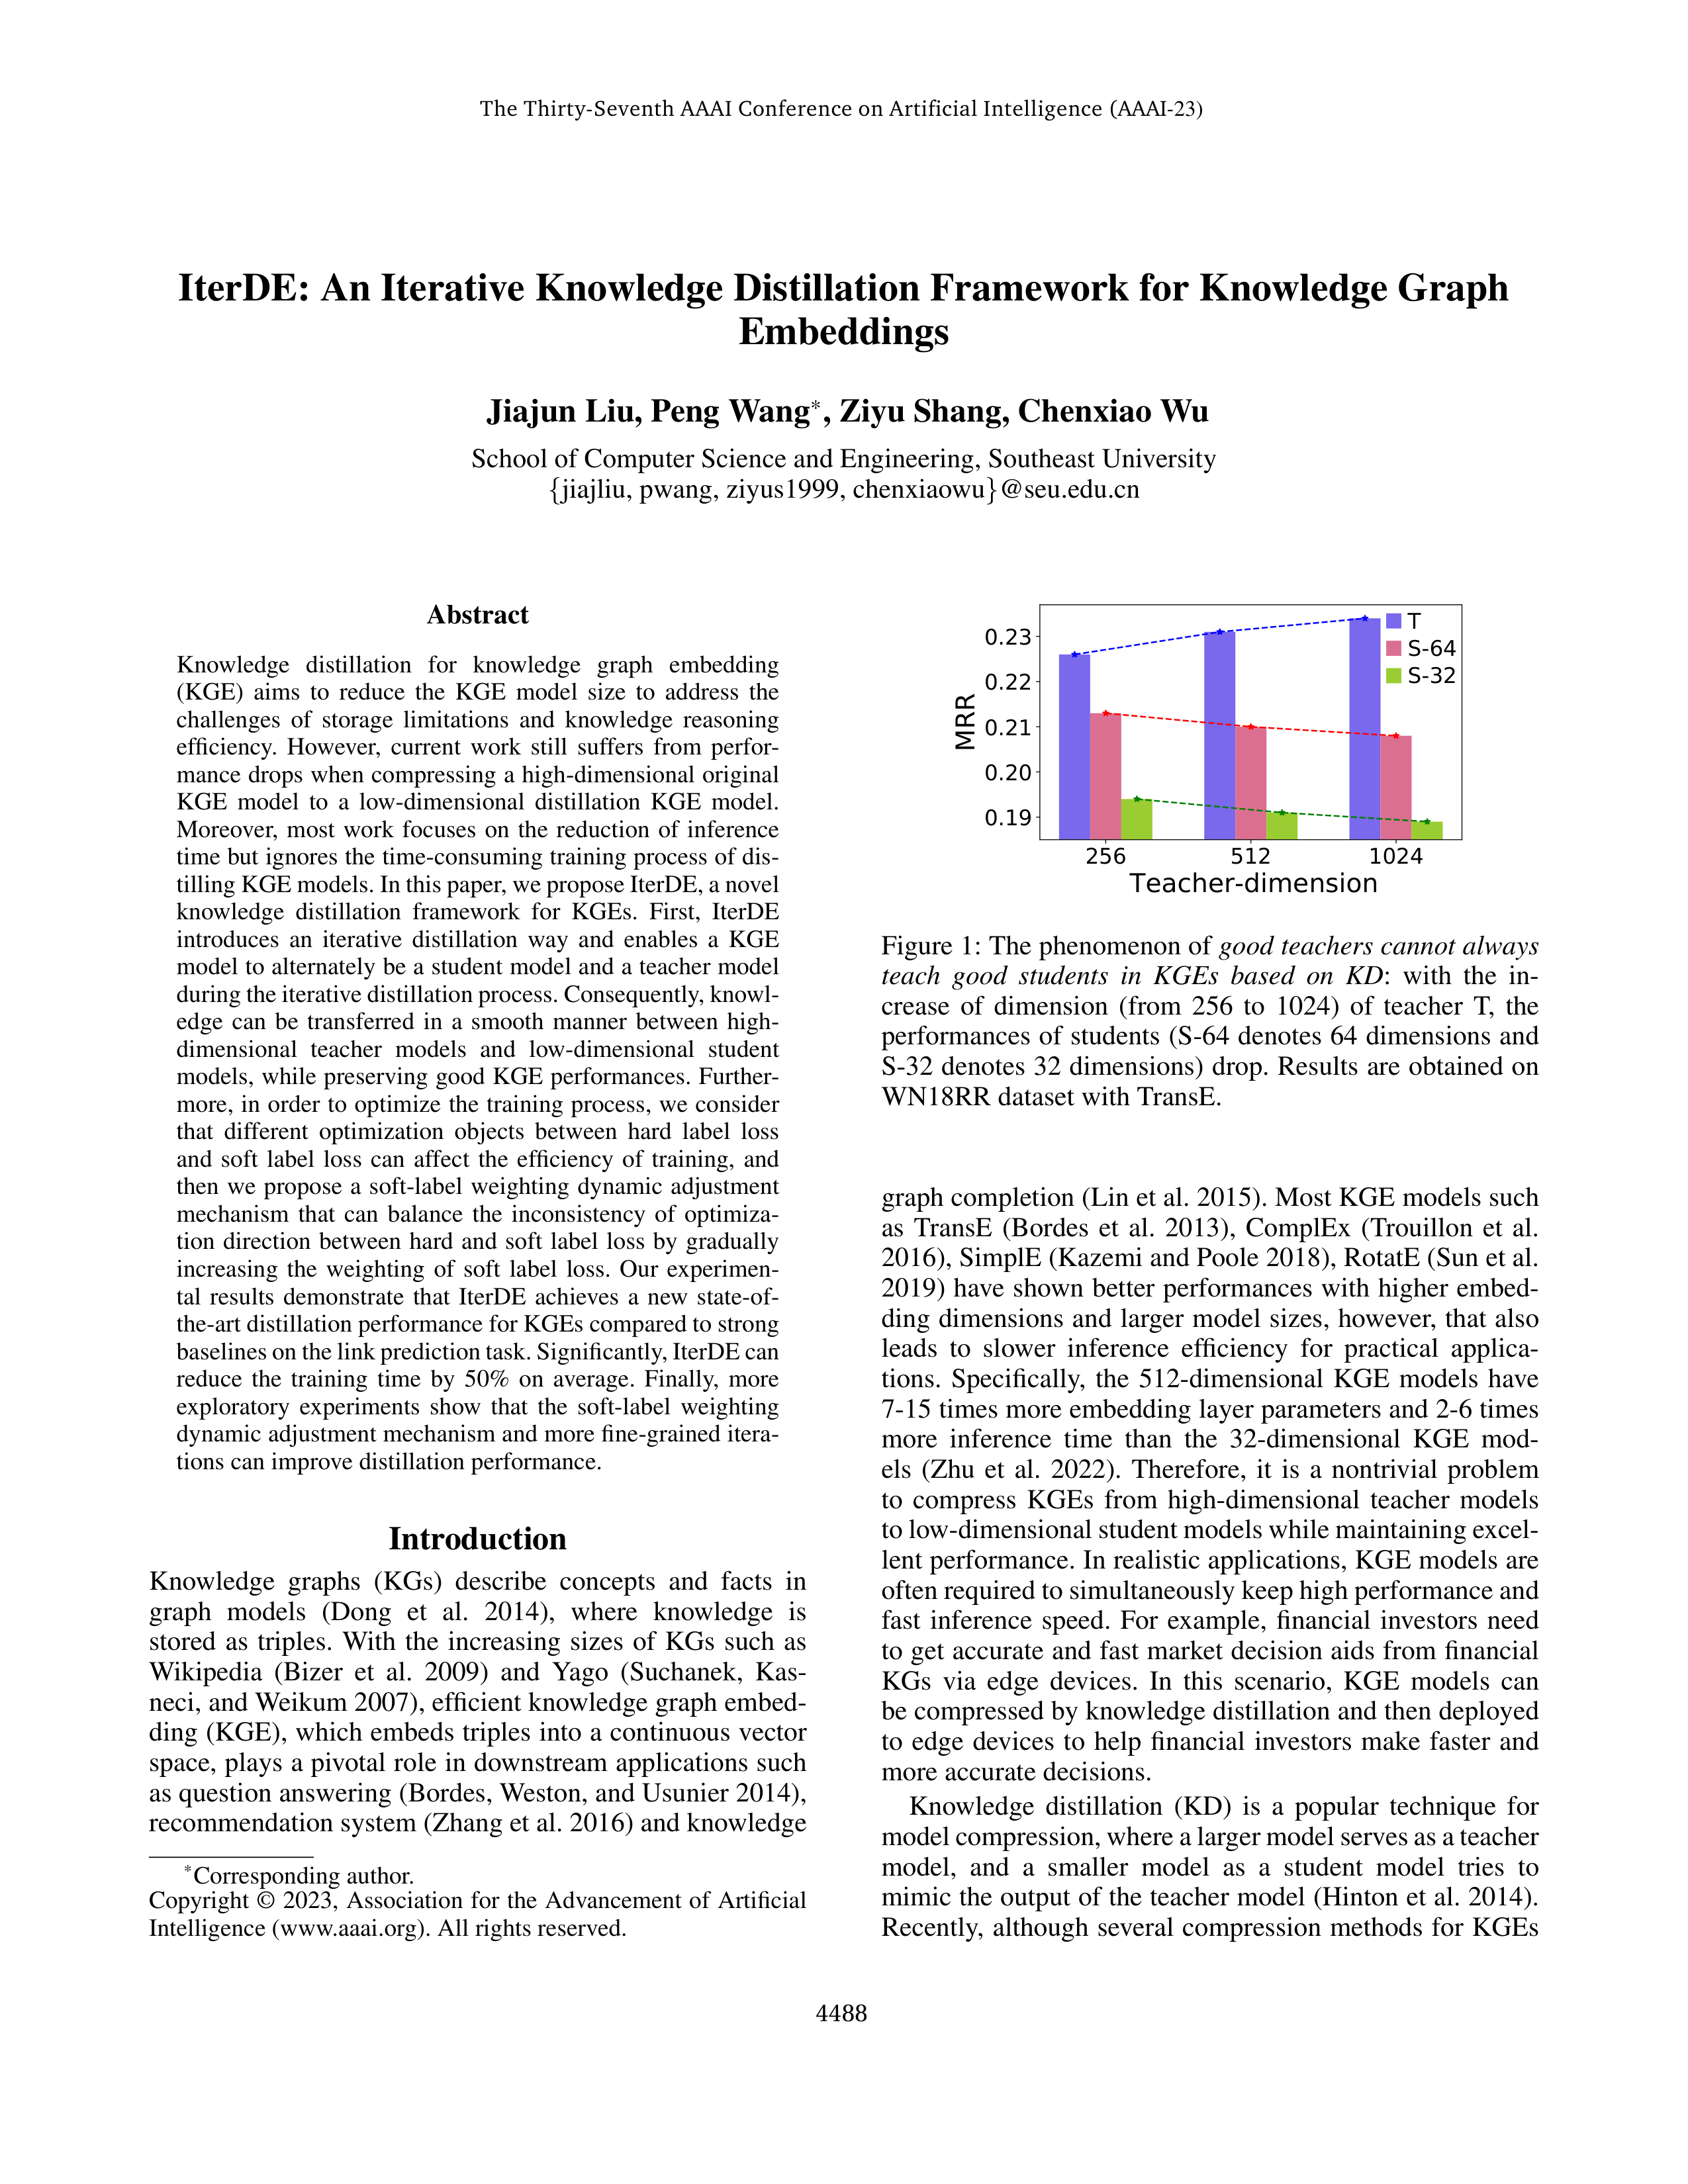 The Thirty-Seventh AAAI Conference on Artificial Intelligence (AAAI-23)
IterDE: An Iterative Knowledge Distillation Framework for Knowledge Graph
Embeddings
Jiajun Liu, Peng Wang*, Ziyu Shang, Chenxiao Wu
School of Computer Science and Engineering, Southeast University
{jiajliu, pwang, ziyus1999, chenxiaowu}@seu.edu.cn
Abstract
Knowledge distillation for knowledge graph embedding
(KGE) aims to reduce the KGE model size to address the
challenges of storage limitations and knowledge reasoning
efficiency. However, current work still suffers from perfor-
mance drops when compressing a high-dimensional original
KGE model to a low-dimensional distillation KGE model.
Moreover, most work focuses on the reduction of inference
time but ignores the time-consuming training process of dis-
tilling KGE models. In this paper, we propose IterDE, a novel
knowledge distillation framework for KGEs. First, IterDE
introduces an iterative distillation way and enables a KGE
model to alternately be a student model and a teacher model
during the iterative distillation process. Consequently, knowl-
edge can be transferred in a smooth manner between high-
dimensional teacher models and low-dimensional student
models, while preserving good KGE performances. Further-
more, in order to optimize the training process, we consider
that different optimization objects between hard label loss
and soft label loss can affect the efficiency of training, and
then we propose a soft-label weighting dynamic adjustment
mechanism that can balance the inconsistency of optimiza-
tion direction between hard and soft label loss by gradually
increasing the weighting of soft label loss. Our experimen-
tal results demonstrate that IterDE achieves a new state-of-
the-art distillation performance for KGEs compared to strong
baselines on the link prediction task. Significantly, IterDE can
reduce the training time by 50% on average. Finally, more
exploratory experiments show that the soft-label weighting
dynamic adjustment mechanism and more fine-grained itera-
tions can improve distillation performance.
Introduction
Knowledge graphs (KGs) describe concepts and facts in
graph models (Dong et al. 2014), where knowledge is
stored as triples. With the increasing sizes of KGs such as
Wikipedia (Bizer et al. 2009) and Yago (Suchanek, Kas-
neci, and Weikum 2007), efficient knowledge graph embed-
ding (KGE), which embeds triples into a continuous vector
space, plays a pivotal role in downstream applications such
as question answering (Bordes, Weston, and Usunier 2014),
recommendation system (Zhang et al. 2016) and knowledge
*Corresponding author.
Copyright © 2023, Association for the Advancement of Artificial
Intelligence (www.aaai.org). All rights reserved.
0.23
0.22
0.21
0.20
0.19
MRR
T
S-64
S-32
256 512 1024
Teacher-dimension
Figure 1: The phenomenon of good teachers cannot always
teach good students in KGEs based on KD: with the in-
crease of dimension (from 256 to 1024) of teacher T, the
performances of students (S-64 denotes 64 dimensions and
S-32 denotes 32 dimensions) drop. Results are obtained on
WN18RR dataset with TransE.
graph completion (Lin et al. 2015). Most KGE models such
as TransE (Bordes et al. 2013), ComplEx (Trouillon et al.
2016), SimplE (Kazemi and Poole 2018), RotatE (Sun et al.
2019) have shown better performances with higher embed-
ding dimensions and larger model sizes, however, that also
leads to slower inference efficiency for practical applica-
tions. Specifically, the 512-dimensional KGE models have
7-15 times more embedding layer parameters and 2-6 times
more inference time than the 32-dimensional KGE mod-
els (Zhu et al. 2022). Therefore, it is a nontrivial problem
to compress KGEs from high-dimensional teacher models
to low-dimensional student models while maintaining excel-
lent performance. In realistic applications, KGE models are
often required to simultaneously keep high performance and
fast inference speed. For example, financial investors need
to get accurate and fast market decision aids from financial
KGs via edge devices. In this scenario, KGE models can
be compressed by knowledge distillation and then deployed
to edge devices to help financial investors make faster and
more accurate decisions.
Knowledge distillation (KD) is a popular technique for
model compression, where a larger model serves as a teacher
model, and a smaller model as a student model tries to
mimic the output of the teacher model (Hinton et al. 2014).
Recently, although several compression methods for KGEs
4488